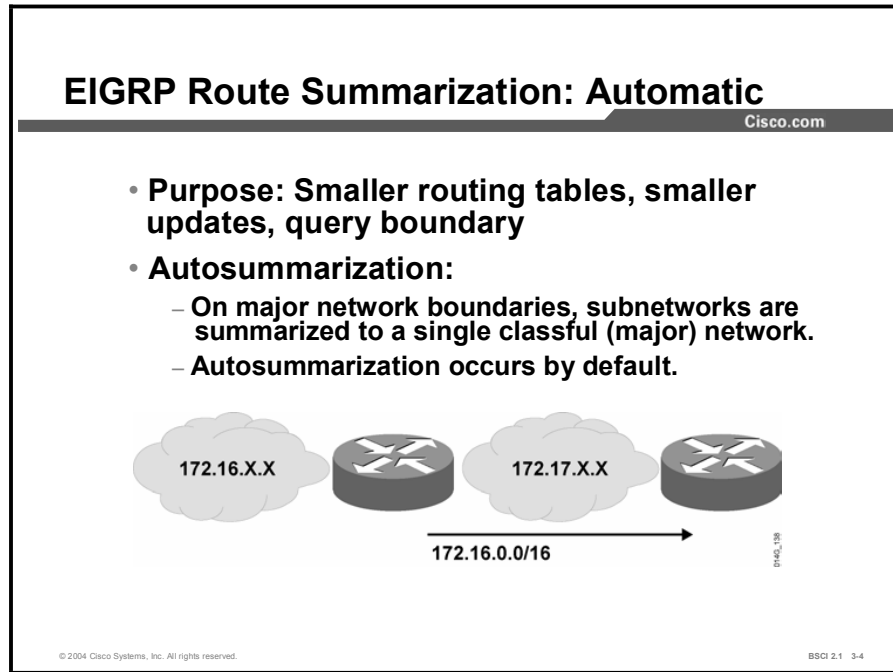 EIGRP Route Summarization: Automatic
Cisco.com
• Purpose: Smaller routing tables, smaller
updates, query boundary
• Autosummarization:
– On major network boundaries, subnetworks are
summarized to a single classful (major) network.
– Autosummarization occurs by default.
172.16.X.X
172.17.X.X
172.16.0.0/16
014G_138
© 2004 Cisco Systems, Inc. All rights reserved.
BSCI 2.1 3-4